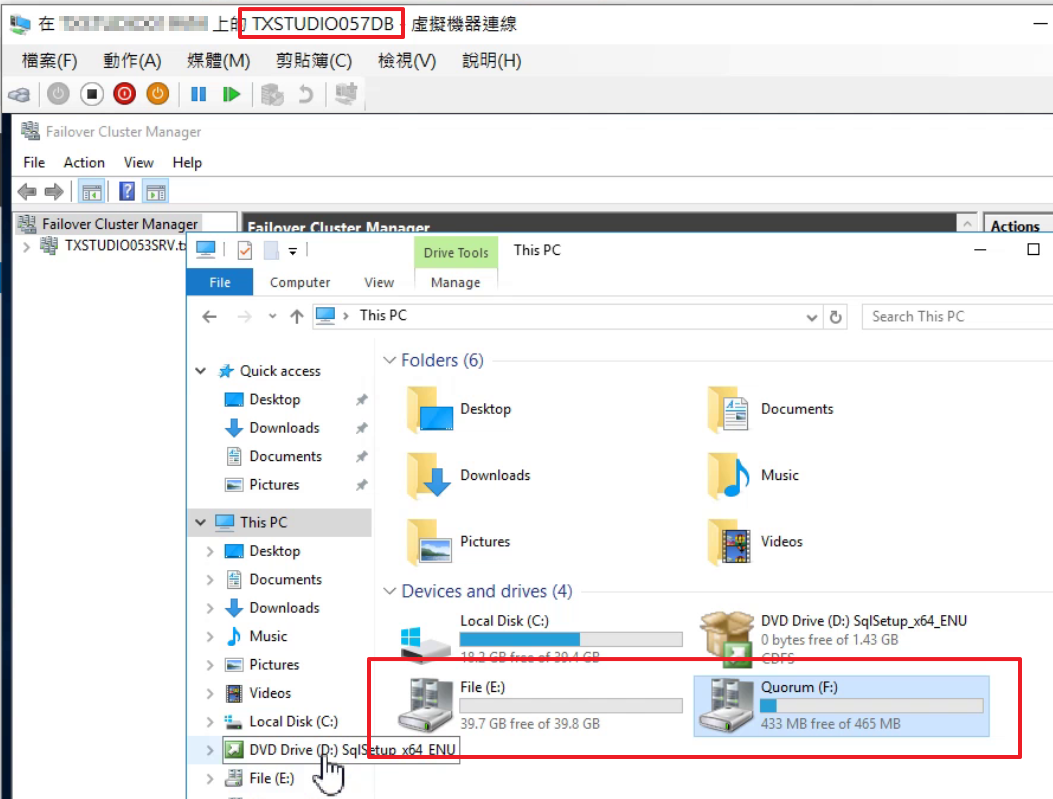 在 上的 TXSTUDIO057DB - 虛擬機器連線
檔案(F) 動作(A) 媒體(M) 剪貼簿(C) 檢視(V) 說明(H)
Failover Cluster Manager
File Action View Help
Failover Cluster Manager
Failover Cluster Manager
Actions
TXSTUDIO053SRV.tx
Drive Tools This PC
File Computer View Manage
This PC
Search This PC
Quick access
Desktop
Downloads
Documents
Pictures
This PC
Desktop
Documents
Downloads
Music
Pictures
Videos
Local Disk (C:)
DVD Drive (D:) SqlSetup_x64_ENU
File (E:)
Folders (6)
Desktop
Documents
Downloads
Music
Pictures
Videos
Devices and drives (4)
Local Disk (C:)
18.2 GB free of 39.4 GB
DVD Drive (D:) SqlSetup_x64_ENU
0 bytes free of 1.43 GB
CDFS
File (E:)
39.7 GB free of 39.8 GB
Quorum (F:)
433 MB free of 465 MB